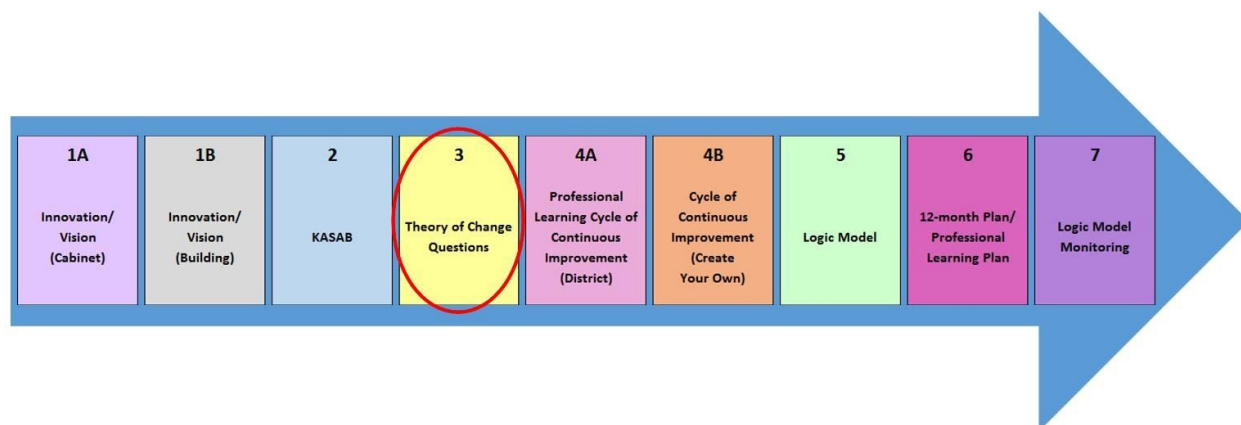 1A
Innovation/
Vision
(Cabinet)
1B
Innovation/
Vision
(Building)
2
KASAB
3
Theory of Change
Questions
4A
Professional
Learning Cycle of
Continuous
Improvement
(District)
4B
Cycle of
Continuous
Improvement
(Create
Your Own)
5
Logic Model
6
12-month Plan/
Professional
Learning Plan
7
Logic Model
Monitoring